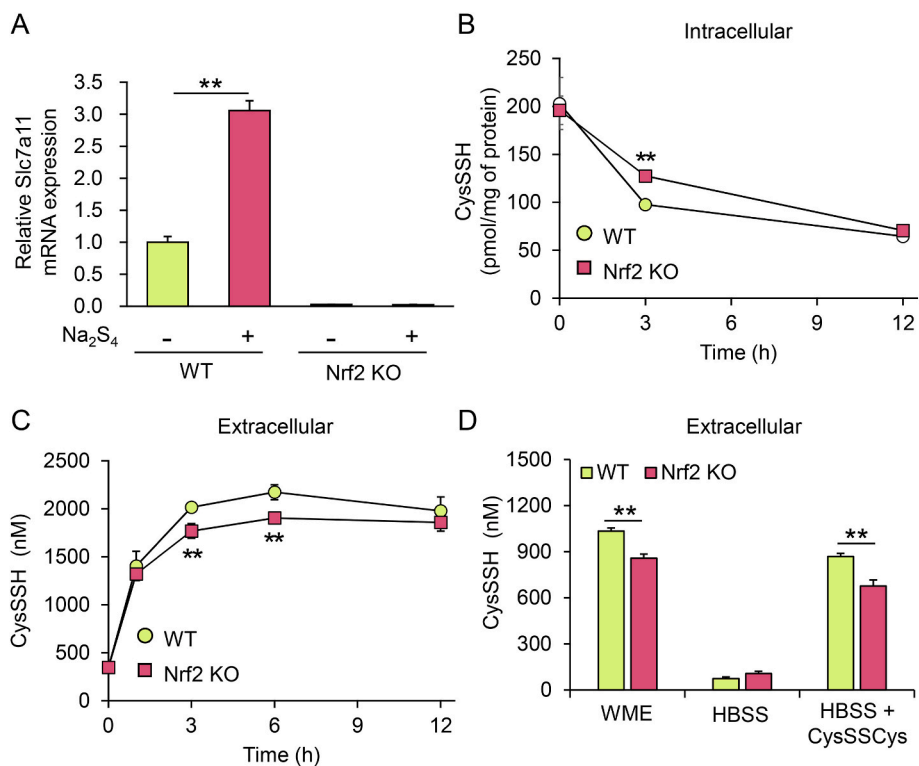 A
Relative Slc7a11
mRNA expression
3.5
3.0
2.5
2.0
1.5
1.0
0.5
0.0
**
Na₂S₄
- + - +
WT Nrf2 KO
B
Intracellular
CysSSH
(pmol/mg of protein)
250
200
150
100
50
0
**
WT
Nrf2 KO
0 3 6 9 12
Time (h)
C
Extracellular
CysSSH (nM)
2500
2000
1500
1000
500
0
** **
WT
Nrf2 KO
0 3 6 9 12
Time (h)
D
Extracellular
CysSSH (nM)
1500
1200
900
600
300
0
WT Nrf2 KO
** **
WME HBSS HBSS +
CysSSCys